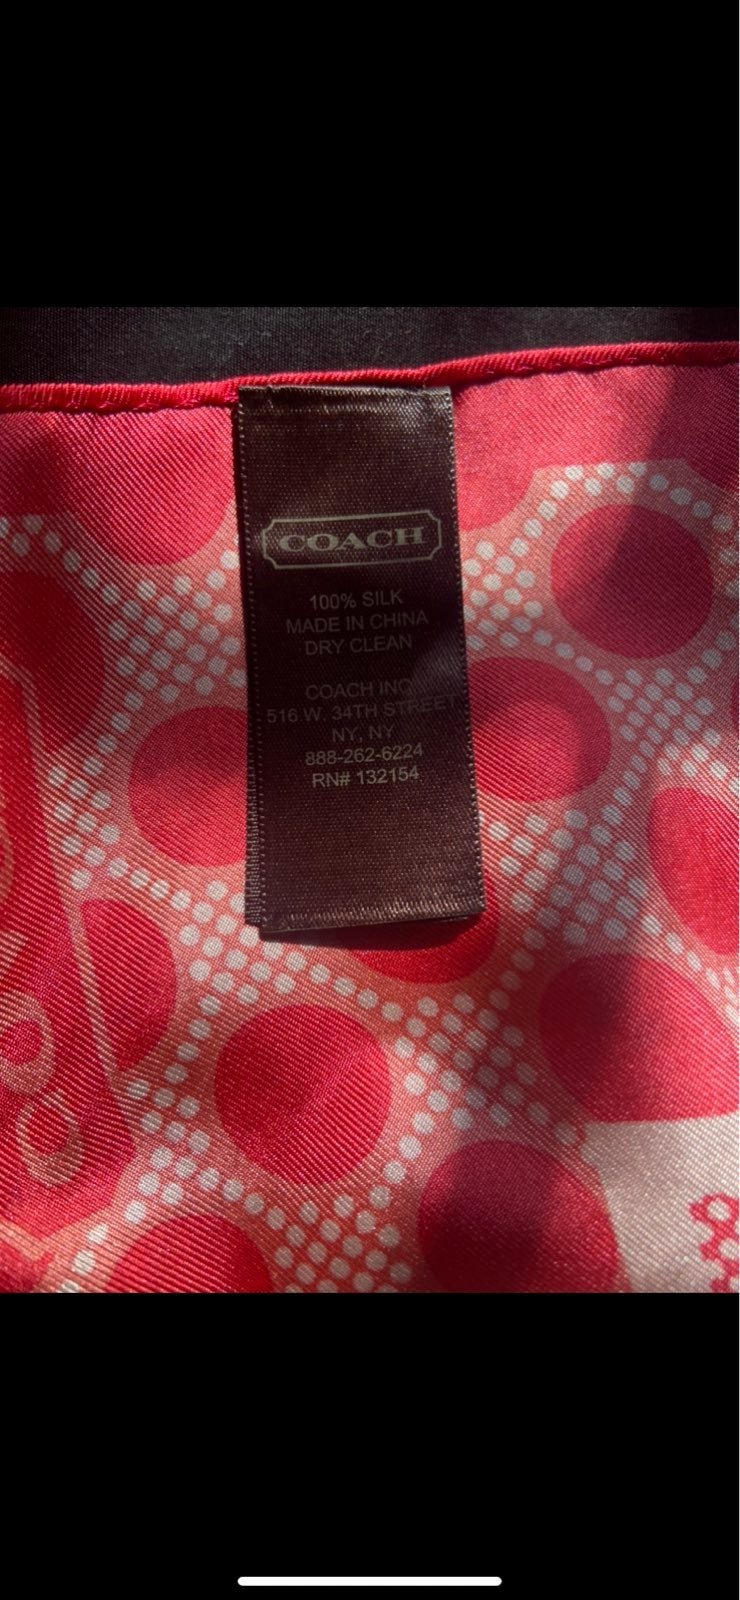 COACH
100% SILK
MADE IN CHINA
DRY CLEAN
COACH INC
516 W. 34TH STREET
NY, NY
888-262-6224
RN# 132154